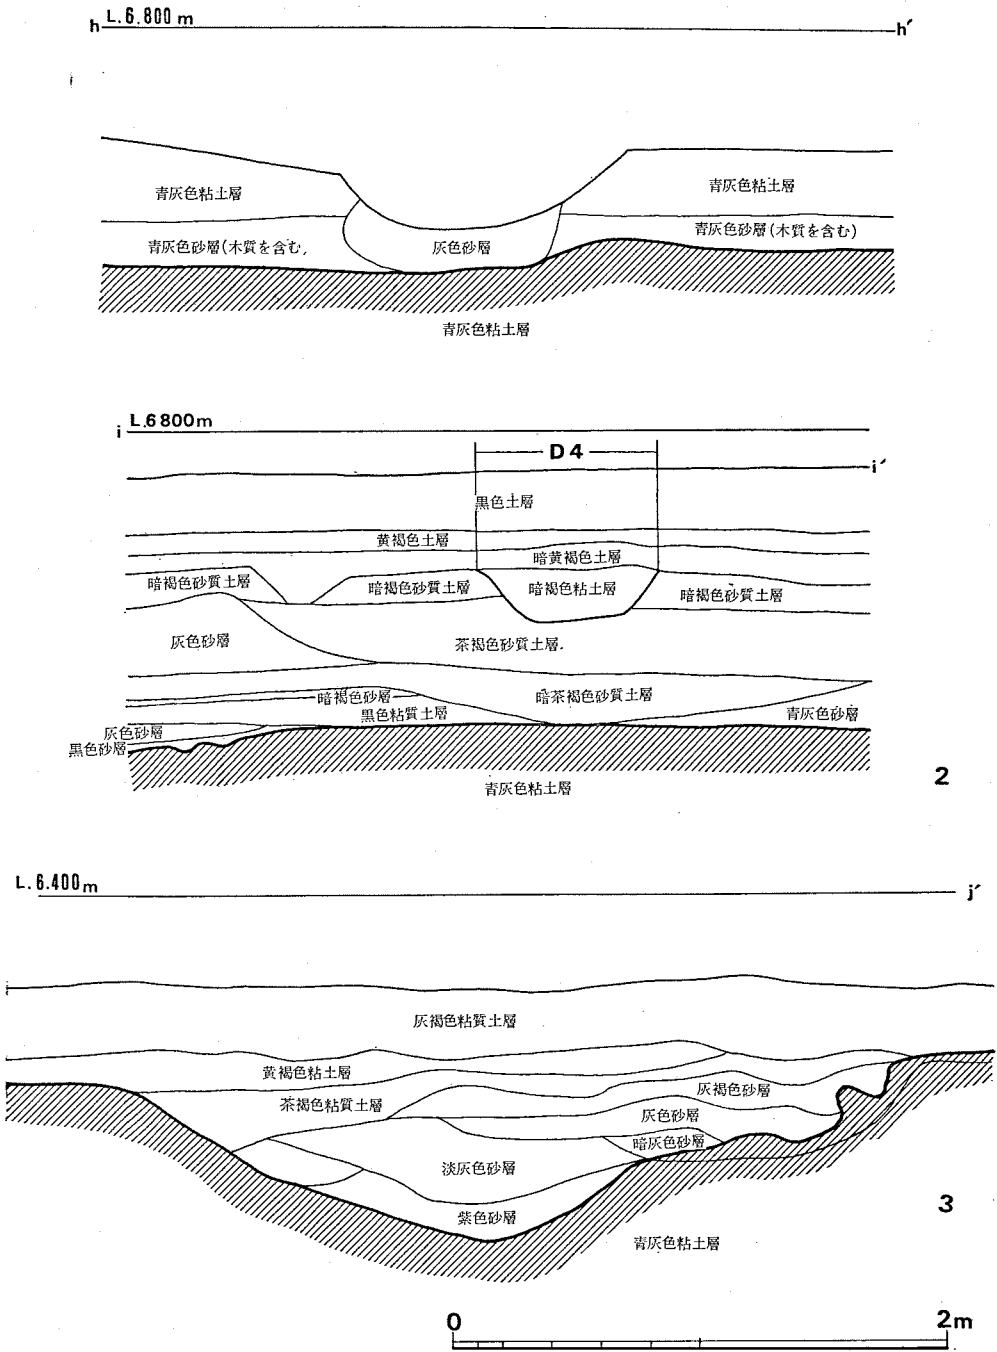 h L.6.800m h′
青灰色粘土層 青灰色粘土層
青灰色砂層(木質を含む, 灰色砂層 青灰色砂層(木質を含む)
青灰色粘土層
i L.6800m
D4
i′
黒色土層
黄褐色土層
暗黄褐色土層
暗褐色砂質土層 暗褐色砂質土層 暗褐色粘土層 暗褐色砂質土層
灰色砂層 茶褐色砂質土層.
暗褐色砂層 暗茶褐色砂質土層
黒色粘質土層 青灰色砂層
灰色砂層
黒色砂層
青灰色粘土層
2
L.6.400m j′
灰褐色粘質土層
黄褐色粘土層
灰褐色砂層
茶褐色粘質土層
灰色砂層
暗灰色砂層
淡灰色砂層
紫色砂層
3
青灰色粘土層
0 2m